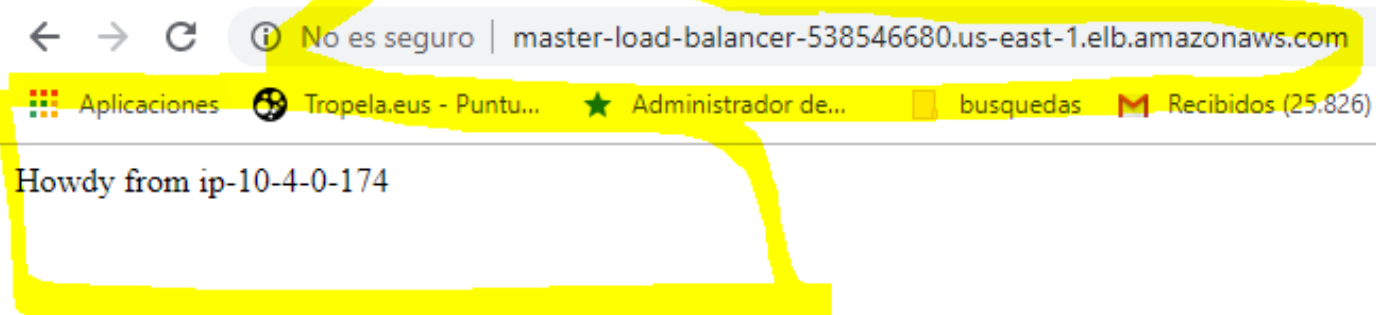 No es seguro | master-load-balancer-538546680.us-east-1.elb.amazonaws.com
Aplicaciones Tropela.eus - Puntu... Administrador de... busquedas Recibidos (25.826)
Howdy from ip-10-4-0-174